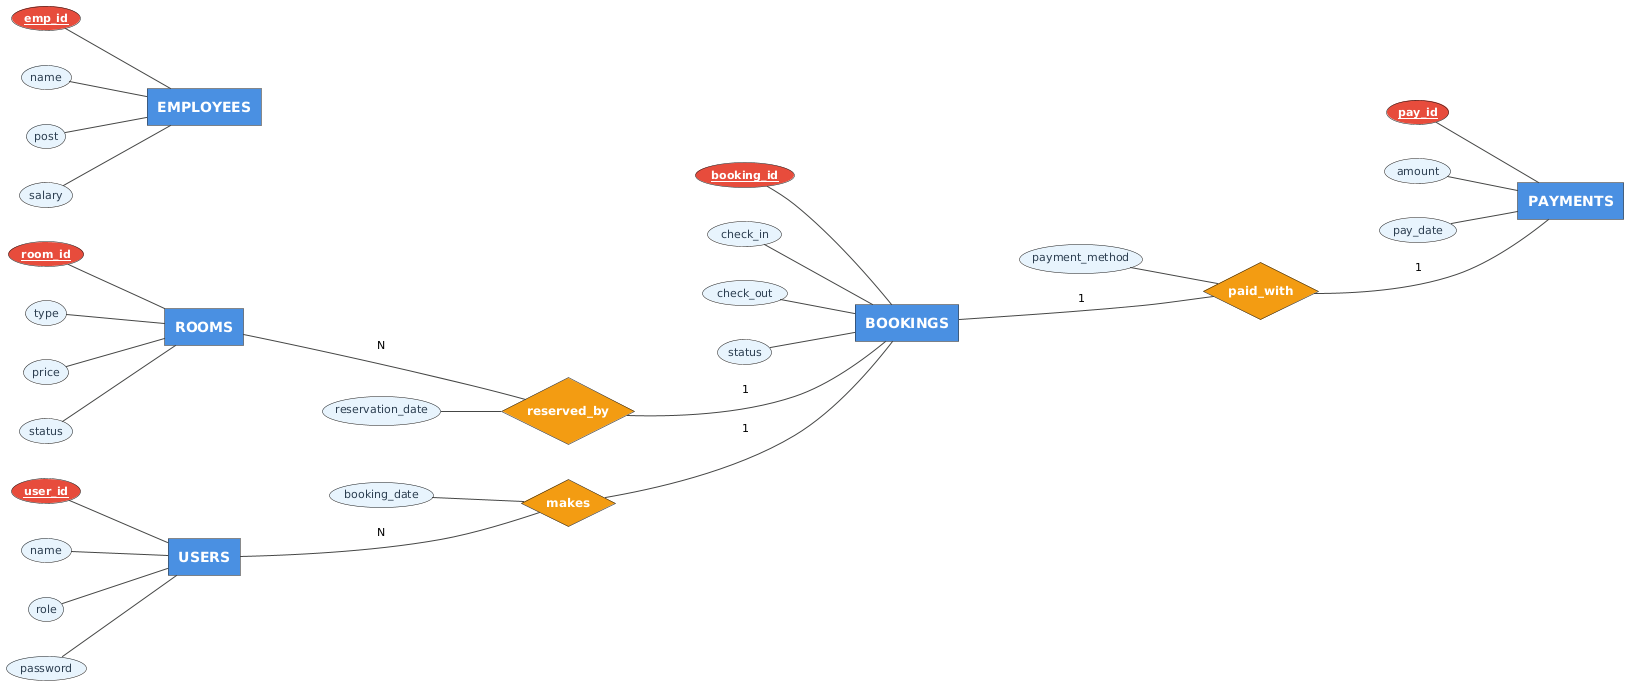 emp_id
name
EMPLOYEES
post
salary
room_id
type
ROOMS
price
status
user_id
name
USERS
role
password
N
reservation_date
reserved_by
1
booking_date
makes
1
N
booking_id
check_in
check_out
BOOKINGS
status
payment_method
1
paid_with
1
pay_id
amount
PAYMENTS
pay_date